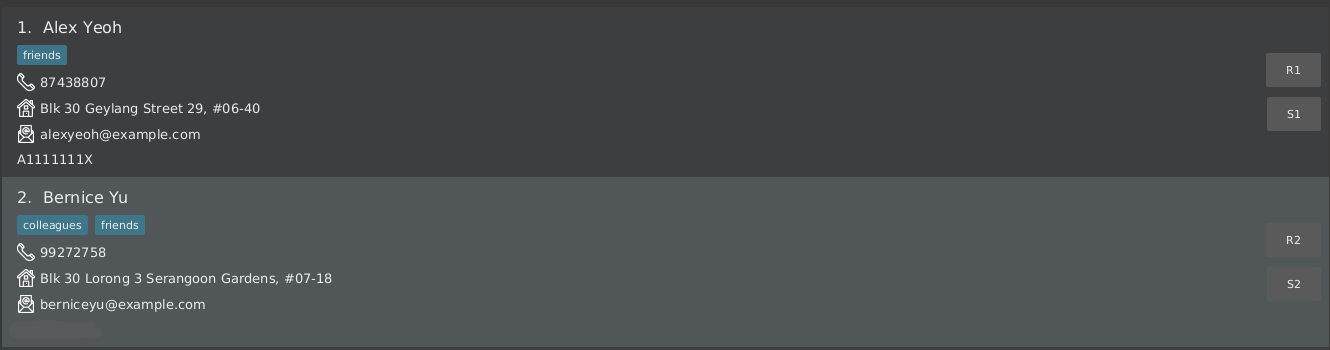 1. Alex Yeoh
friends
87438807
R1
Blk 30 Geylang Street 29, #06-40
S1
alexyeoh@example.com
A1111111X
2. Bernice Yu
colleagues friends
99272758
R2
Blk 30 Lorong 3 Serangoon Gardens, #07-18
S2
berniceyu@example.com